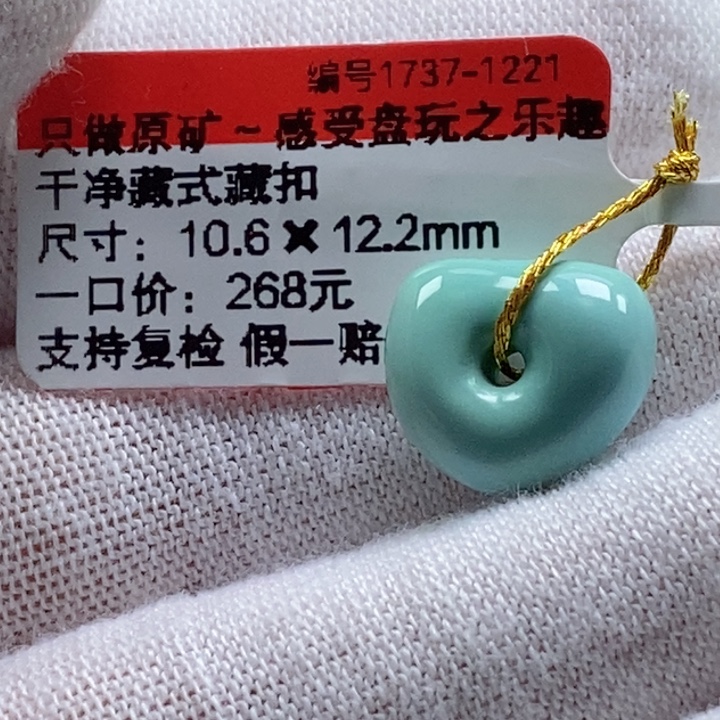 编号1737-1221
只做原矿~感受盘玩之乐趣
干净藏式藏扣
尺寸：10.6×12.2mm
一口价：268元
支持复检 假一赔